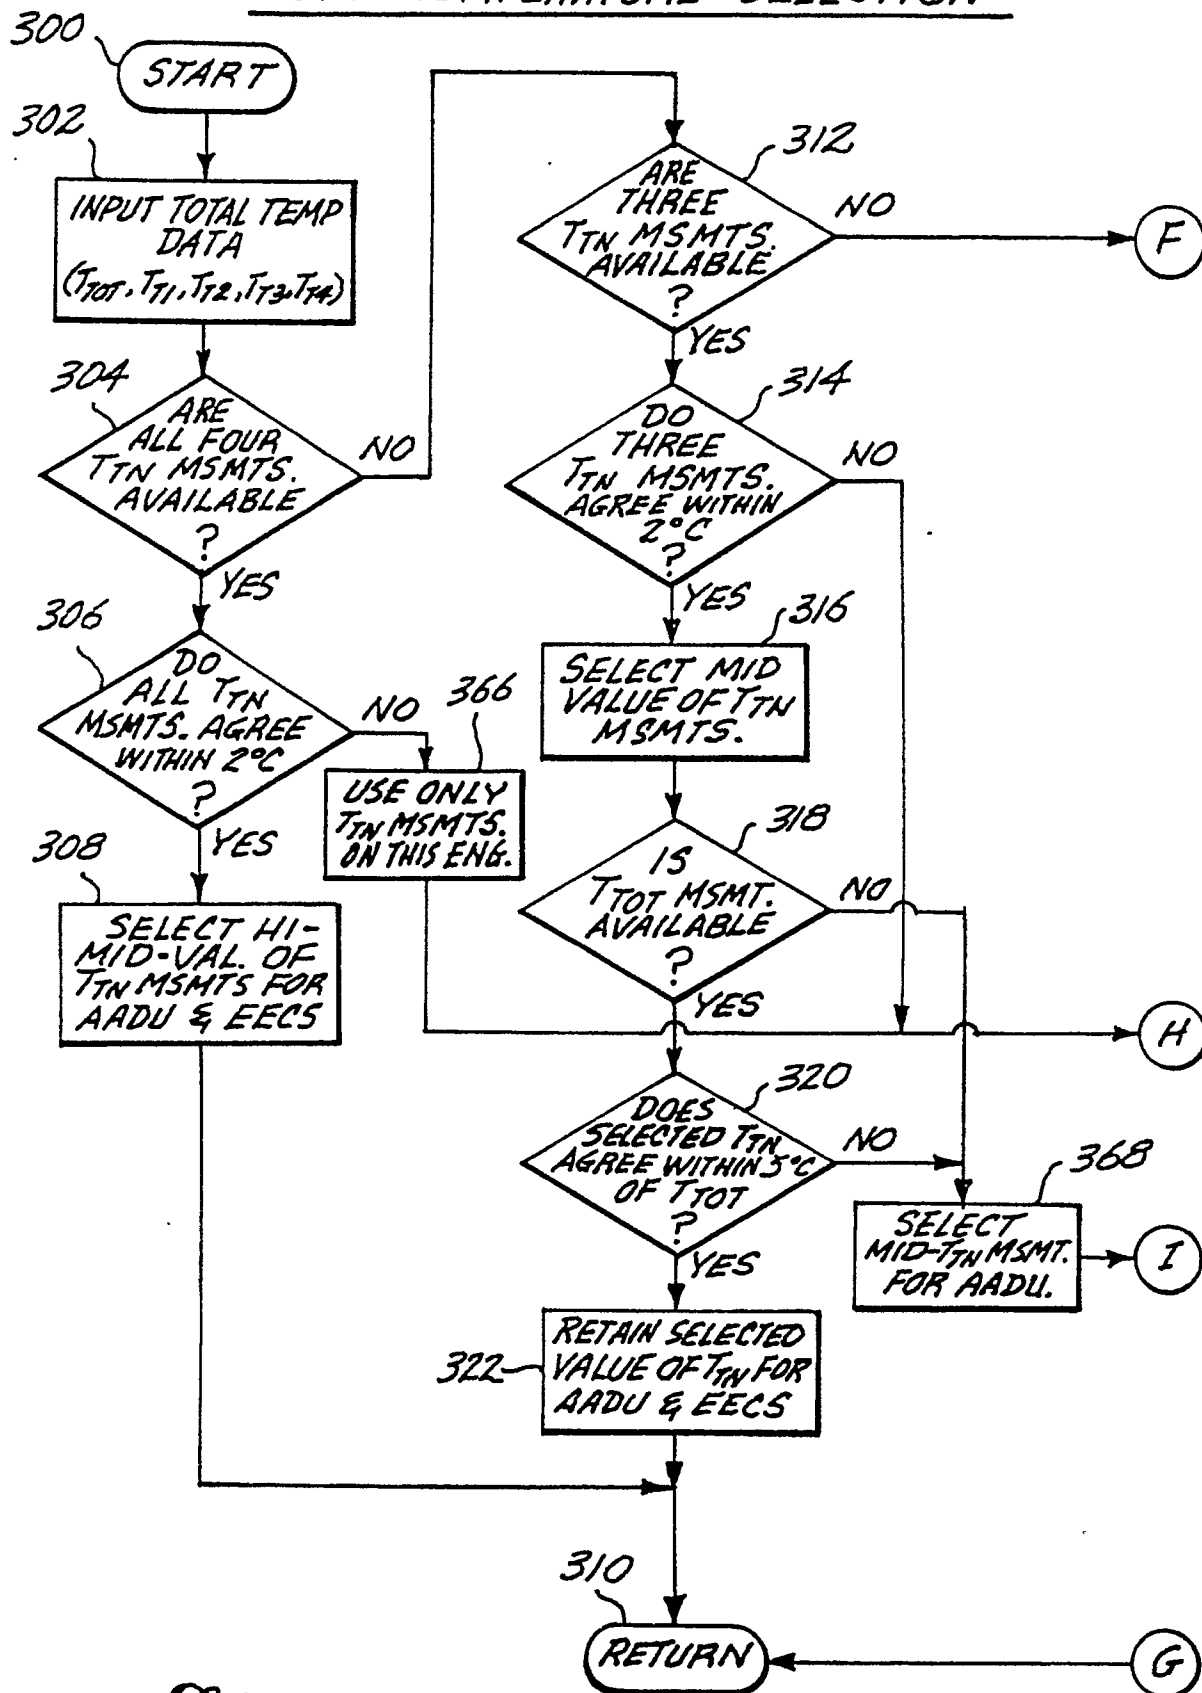 SELECTION
300
START
302
INPUT TOTAL TEMP
DATA
(TTOT, TT1, TT2, TT3, TT4)
304
ARE
ALL FOUR
TTN MSMTS.
AVAILABLE
?
NO
YES
306
DO
ALL TTN
MSMTS. AGREE
WITHIN 2°C
?
NO
YES
366
USE ONLY
TTN MSMTS.
ON THIS ENG.
308
SELECT HI-
MID-VAL. OF
TTN MSMTS FOR
AADU & EECS
312
ARE
THREE
TTN MSMTS.
AVAILABLE
?
NO
F
YES
314
DO
THREE
TTN MSMTS.
AGREE WITHIN
2°C
?
NO
YES
316
SELECT MID
VALUE OF TTN
MSMTS.
318
IS
TTOT MSMT.
AVAILABLE
?
NO
YES
H
320
DOES
SELECTED TTN
AGREE WITHIN 5°C
OF TTOT
?
NO
YES
368
SELECT
MID-TTN MSMT.
FOR AADU.
I
322
RETAIN SELECTED
VALUE OF TTN FOR
AADU & EECS
310
RETURN
G